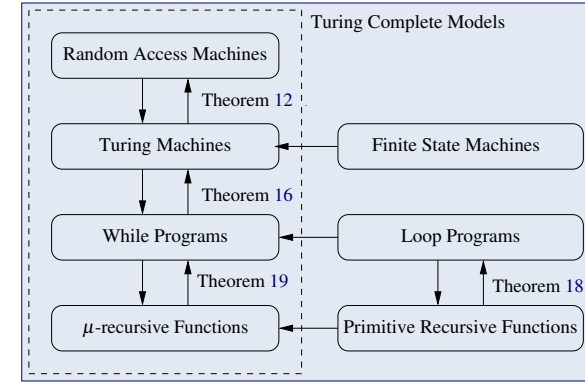 Turing Complete Models
Random Access Machines
Theorem 12
Turing Machines
Finite State Machines
Theorem 16
While Programs
Loop Programs
Theorem 19
Theorem 18
μ-recursive Functions
Primitive Recursive Functions